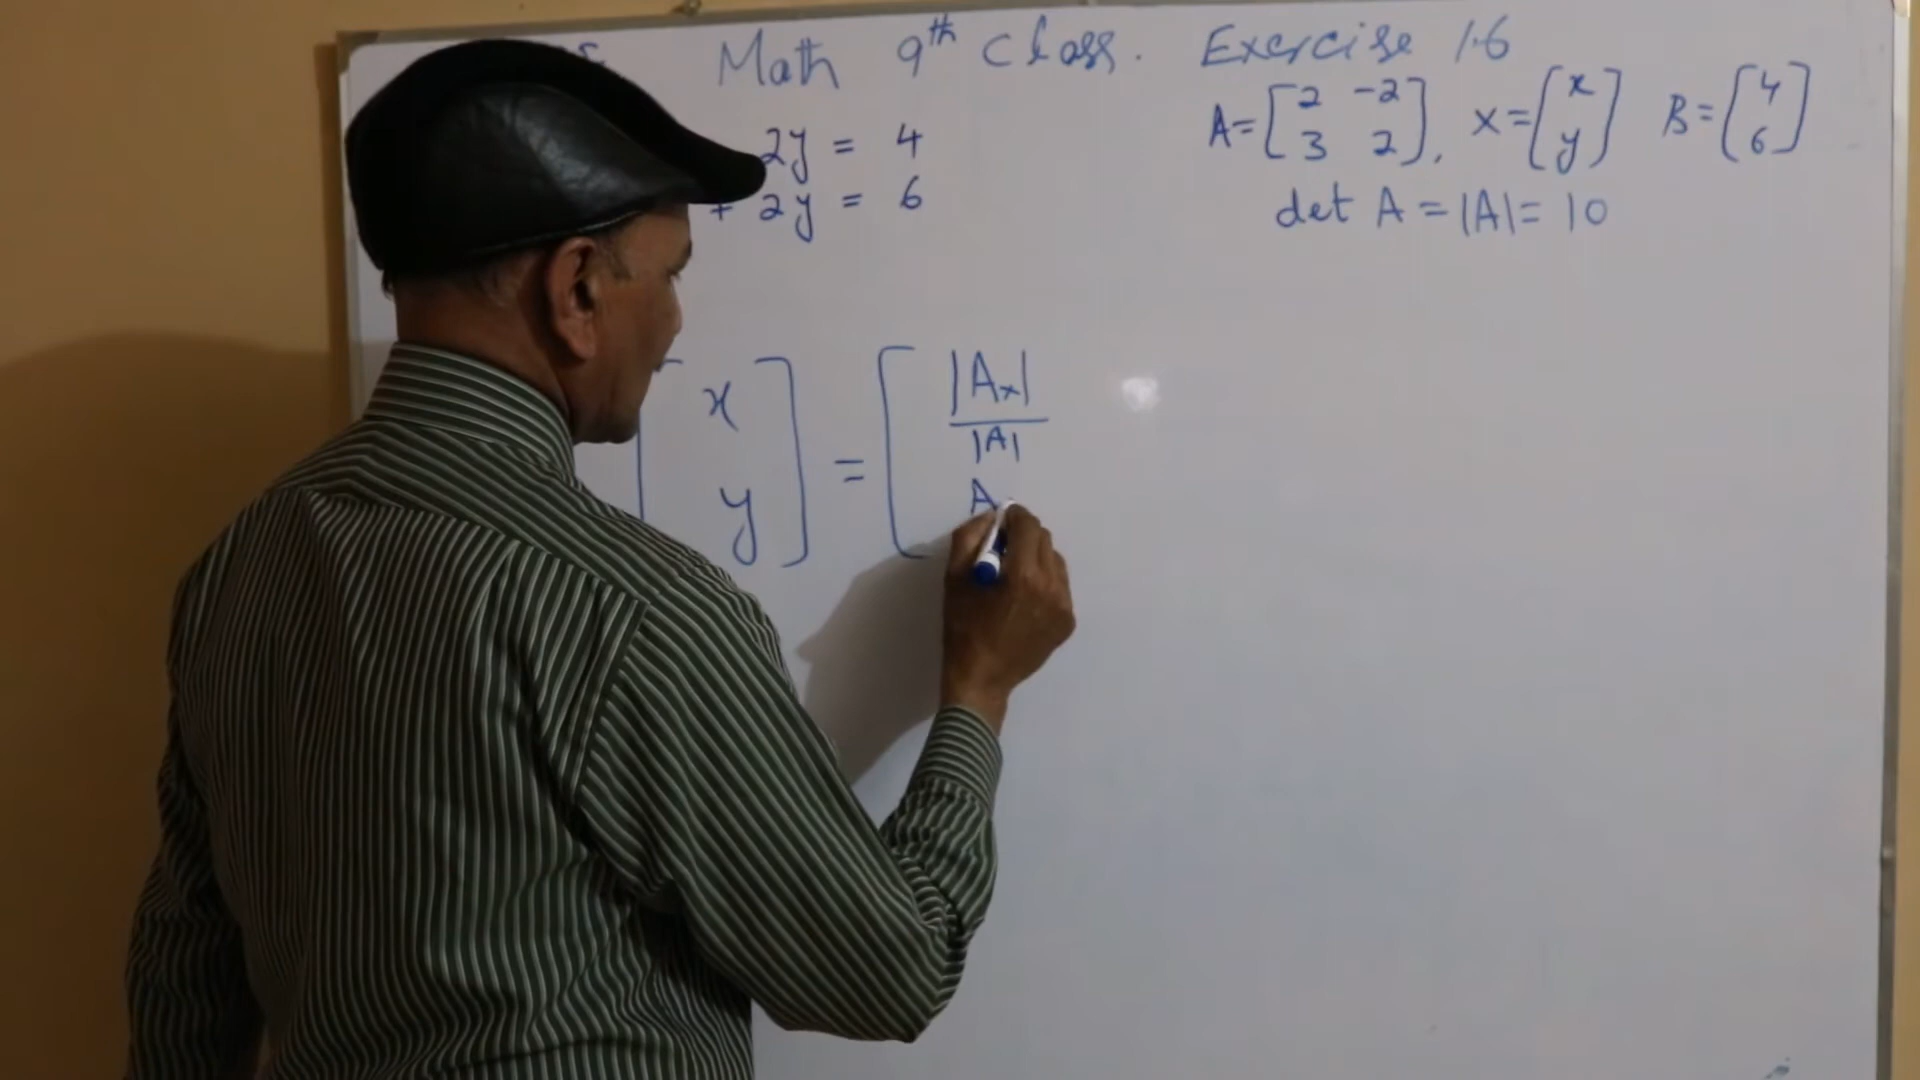 Math 9th Class. Exercise 1.6
2y = 4
+ 2y = 6
A = [2 -2
3 2], X = [x
y] B = [4
6]
det A = |A| = 10
[x
y] = [|Ax|
|A|
A